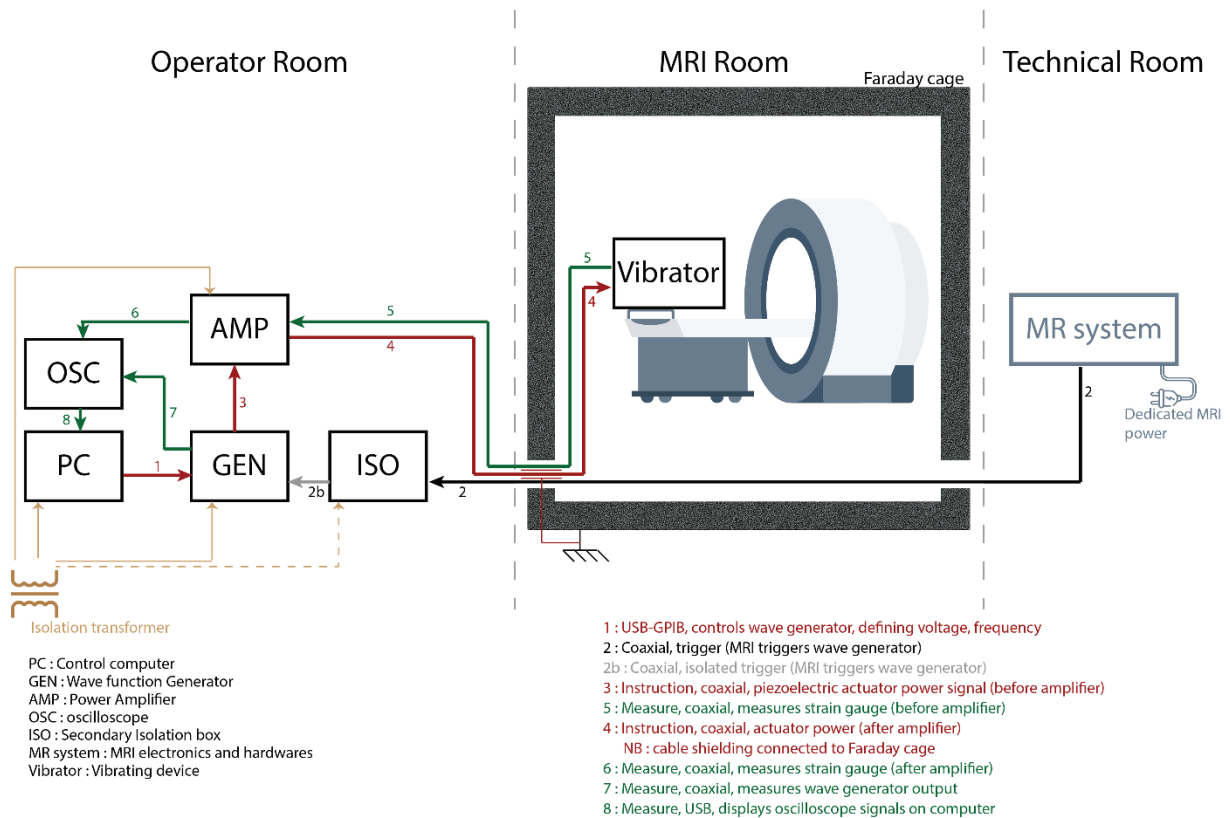 Operator Room
MRI Room
Technical Room
Faraday cage
5
Vibrator
4
6
AMP
5
4
MR system
OSC
3
7
8
2
Dedicated MRI
power
PC
1
GEN
2b
ISO
2
Isolation transformer
PC : Control computer
GEN : Wave function Generator
AMP : Power Amplifier
OSC : oscilloscope
ISO : Secondary Isolation box
MR system : MRI electronics and hardwares
Vibrator : Vibrating device
1 : USB-GPIB, controls wave generator, defining voltage, frequency
2 : Coaxial, trigger (MRI triggers wave generator)
2b : Coaxial, isolated trigger (MRI triggers wave generator)
3 : Instruction, coaxial, piezoelectric actuator power signal (before amplifier)
5 : Measure, coaxial, measures strain gauge (before amplifier)
4 : Instruction, coaxial, actuator power (after amplifier)
NB : cable shielding connected to Faraday cage
6 : Measure, coaxial, measures strain gauge (after amplifier)
7 : Measure, coaxial, measures wave generator output
8 : Measure, USB, displays oscilloscope signals on computer